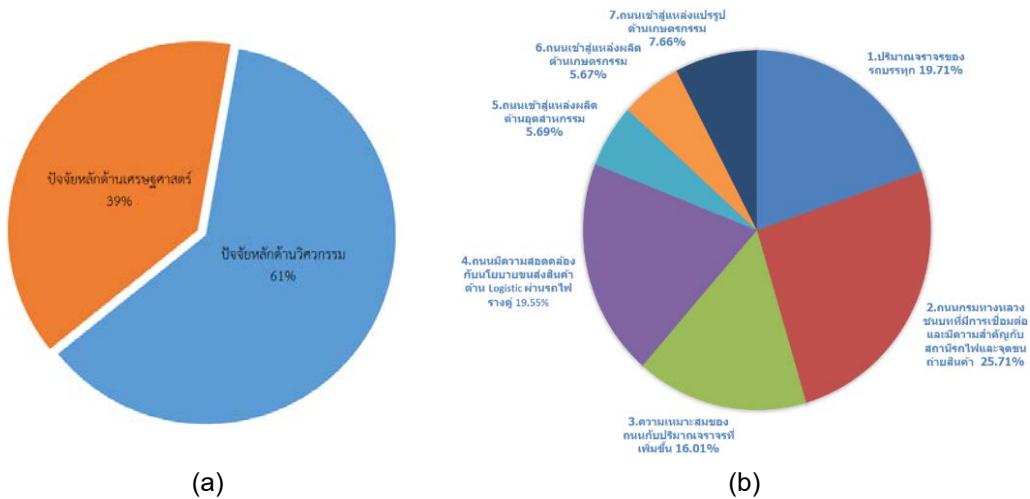 ปัจจัยหลักด้านเศรษฐศาสตร์
39%
ปัจจัยหลักด้านวิศวกรรม
61%
(a)
7.ถนนเข้าสู่แหล่งแปรรูป
ด้านเกษตรกรรม
7.66%
6.ถนนเข้าสู่แหล่งผลิต
ด้านเกษตรกรรม
5.67%
5.ถนนเข้าสู่แหล่งผลิต
ด้านอุตสาหกรรม
5.69%
4.ถนนมีความสอดคล้อง
กับนโยบายขนส่งสินค้า
ด้าน Logistic ผ่านรถไฟ
รางคู่ 19.55%
3.ความเหมาะสมของ
ถนนกับปริมาณจราจรที่
เพิ่มขึ้น 16.01%
1.ปริมาณจราจรของ
รถบรรทุก 19.71%
2.ถนนกรมทางหลวง
ชนบทที่มีการเชื่อมต่อ
และมีความสำคัญกับ
สถานีรถไฟและจุดขน
ถ่ายสินค้า 25.71%
(b)